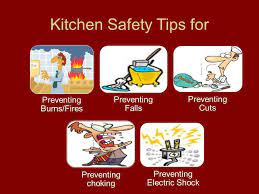 Kitchen Safety Tips for
Preventing
Burns/Fires
Preventing
Falls
Preventing
Cuts
Preventing
choking
Preventing
Electric Shock